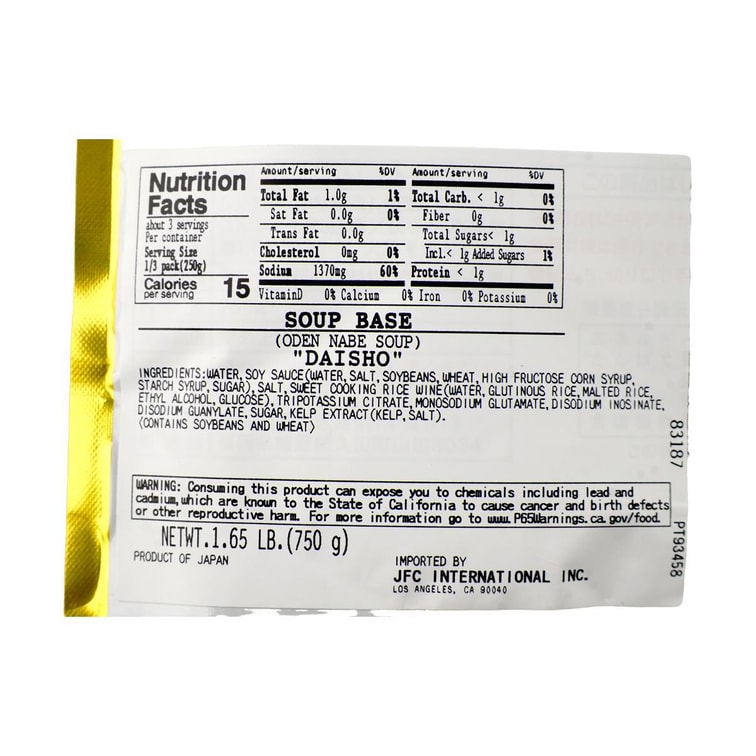 Nutrition Facts
about 3 servings
Per container
Serving Size
1/3 pack(250g)
Calories 15
per serving
Amount/serving %DV
Total Fat 1.0g 1%
Sat Fat 0.0g 0%
Trans Fat 0.0g
Cholesterol 0mg 0%
Sodium 1370mg 60%
Amount/serving %DV
Total Carb. < 1g 0%
Fiber 0g 0%
Total Sugars< 1g
Incl.< 1g Added Sugars 1%
Protein < 1g
VitaminD 0% Calcium 0% Iron 0% Potassium 0%
SOUP BASE
(ODEN NABE SOUP)
"DAISHO"
INGREDIENTS:WATER, SOY SAUCE(WATER, SALT, SOYBEANS, WHEAT, HIGH FRUCTOSE CORN SYRUP,
STARCH SYRUP, SUGAR), SALT, SWEET COOKING RICE WINE(WATER, GLUTINOUS RICE, MALTED RICE,
ETHYL ALCOHOL, GLUCOSE), TRIPOTASSIUM CITRATE, MONOSODIUM GLUTAMATE, DISODIUM INOSINATE,
DISODIUM GUANYLATE, SUGAR, KELP EXTRACT(KELP, SALT).
(CONTAINS SOYBEANS AND WHEAT)
WARNING: Consuming this product can expose you to chemicals including lead and
cadmium, which are known to the State of California to cause cancer and birth defects
or other reproductive harm. For more information go to www.P65Warnings.ca.gov/food.
NETWT.1.65 LB.(750 g)
PRODUCT OF JAPAN
IMPORTED BY
JFC INTERNATIONAL INC.
LOS ANGELES, CA 90040
83187
PT93458